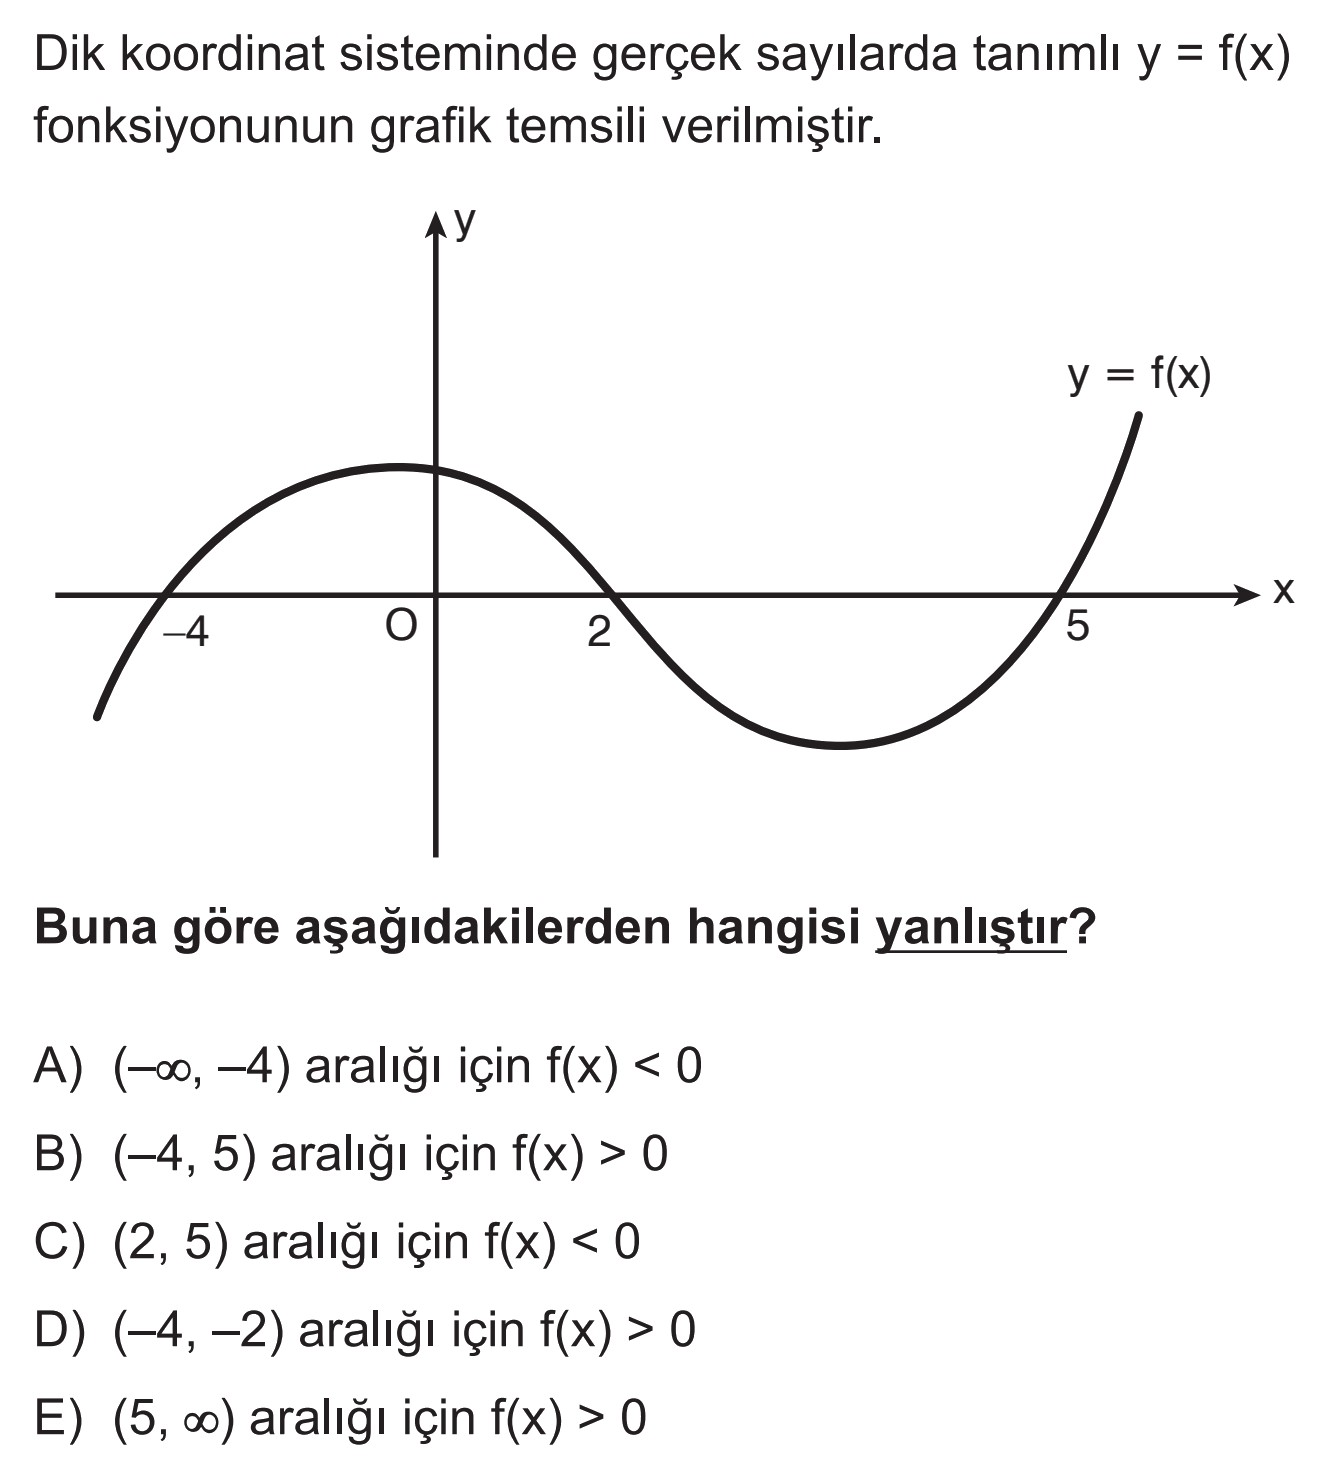 Dik koordinat sisteminde gerçek sayılarda tanımlı y = f(x)
fonksiyonunun grafik temsili verilmiştir.
y
y = f(x)
x
–4
O
2
5
Buna göre aşağıdakilerden hangisi yanlıştır?
A) (–∞, –4) aralığı için f(x) < 0
B) (–4, 5) aralığı için f(x) > 0
C) (2, 5) aralığı için f(x) < 0
D) (–4, –2) aralığı için f(x) > 0
E) (5, ∞) aralığı için f(x) > 0